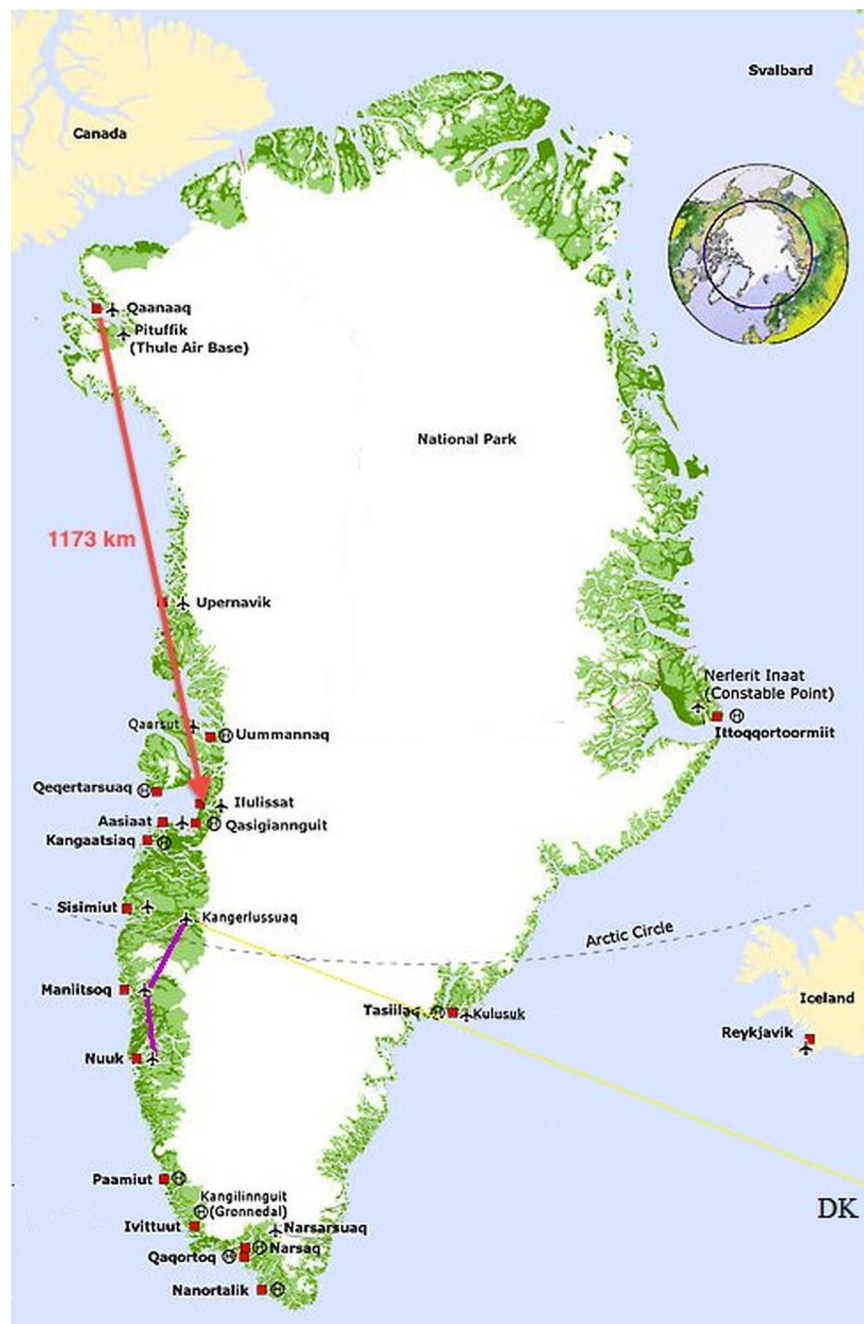 Svalbard
Canada
Qaanaaq
Pituffik
(Thule Air Base)
National Park
1173 km
Upernavik
Nerlerit Inaat
(Constable Point)
Qaarsut
Uummannaq
Ittoqqortoormiit
Qeqertarsuaq
Ilulissat
Aasiaat
Qasigiannguit
Kangaatsiaq
Sisimiut
Kangerlussuaq
Arctic Circle
Maniitsoq
Iceland
Tasiilaq
Kulusuk
Reykjavik
Nuuk
Paamiut
Kangilinnguit
(Grønnedal)
DK
Ivittuut
Narsarsuaq
Narsaq
Qaqortoq
Nanortalik